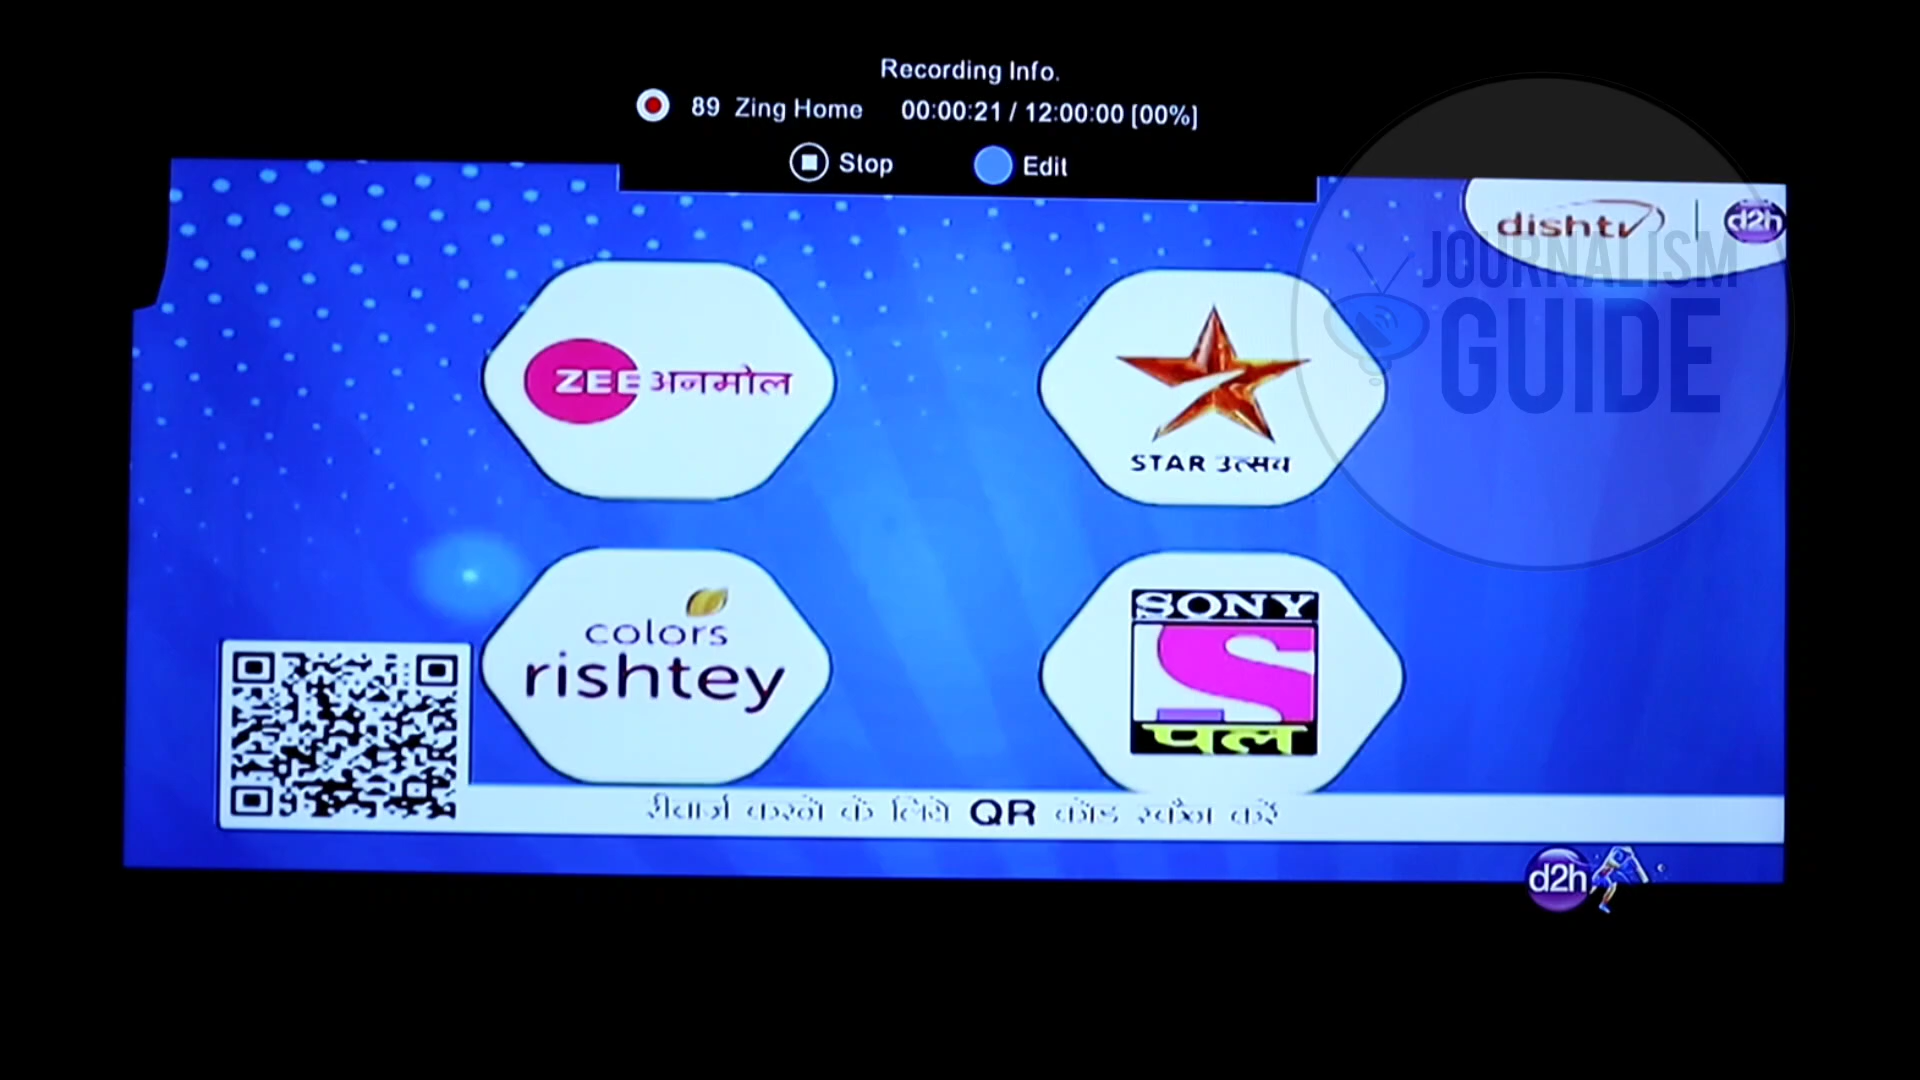 Recording Info.
89 Zing Home 00:00:21 / 12:00:00 [00%]
Stop Edit
dishtv d2h
JOURNALISM
GUIDE
ZEE अनमोल
STAR उत्सव
colors
rishtey
SONY
S
पल
रीचार्ज करने के लिये QR कोड स्कैन करें
d2h